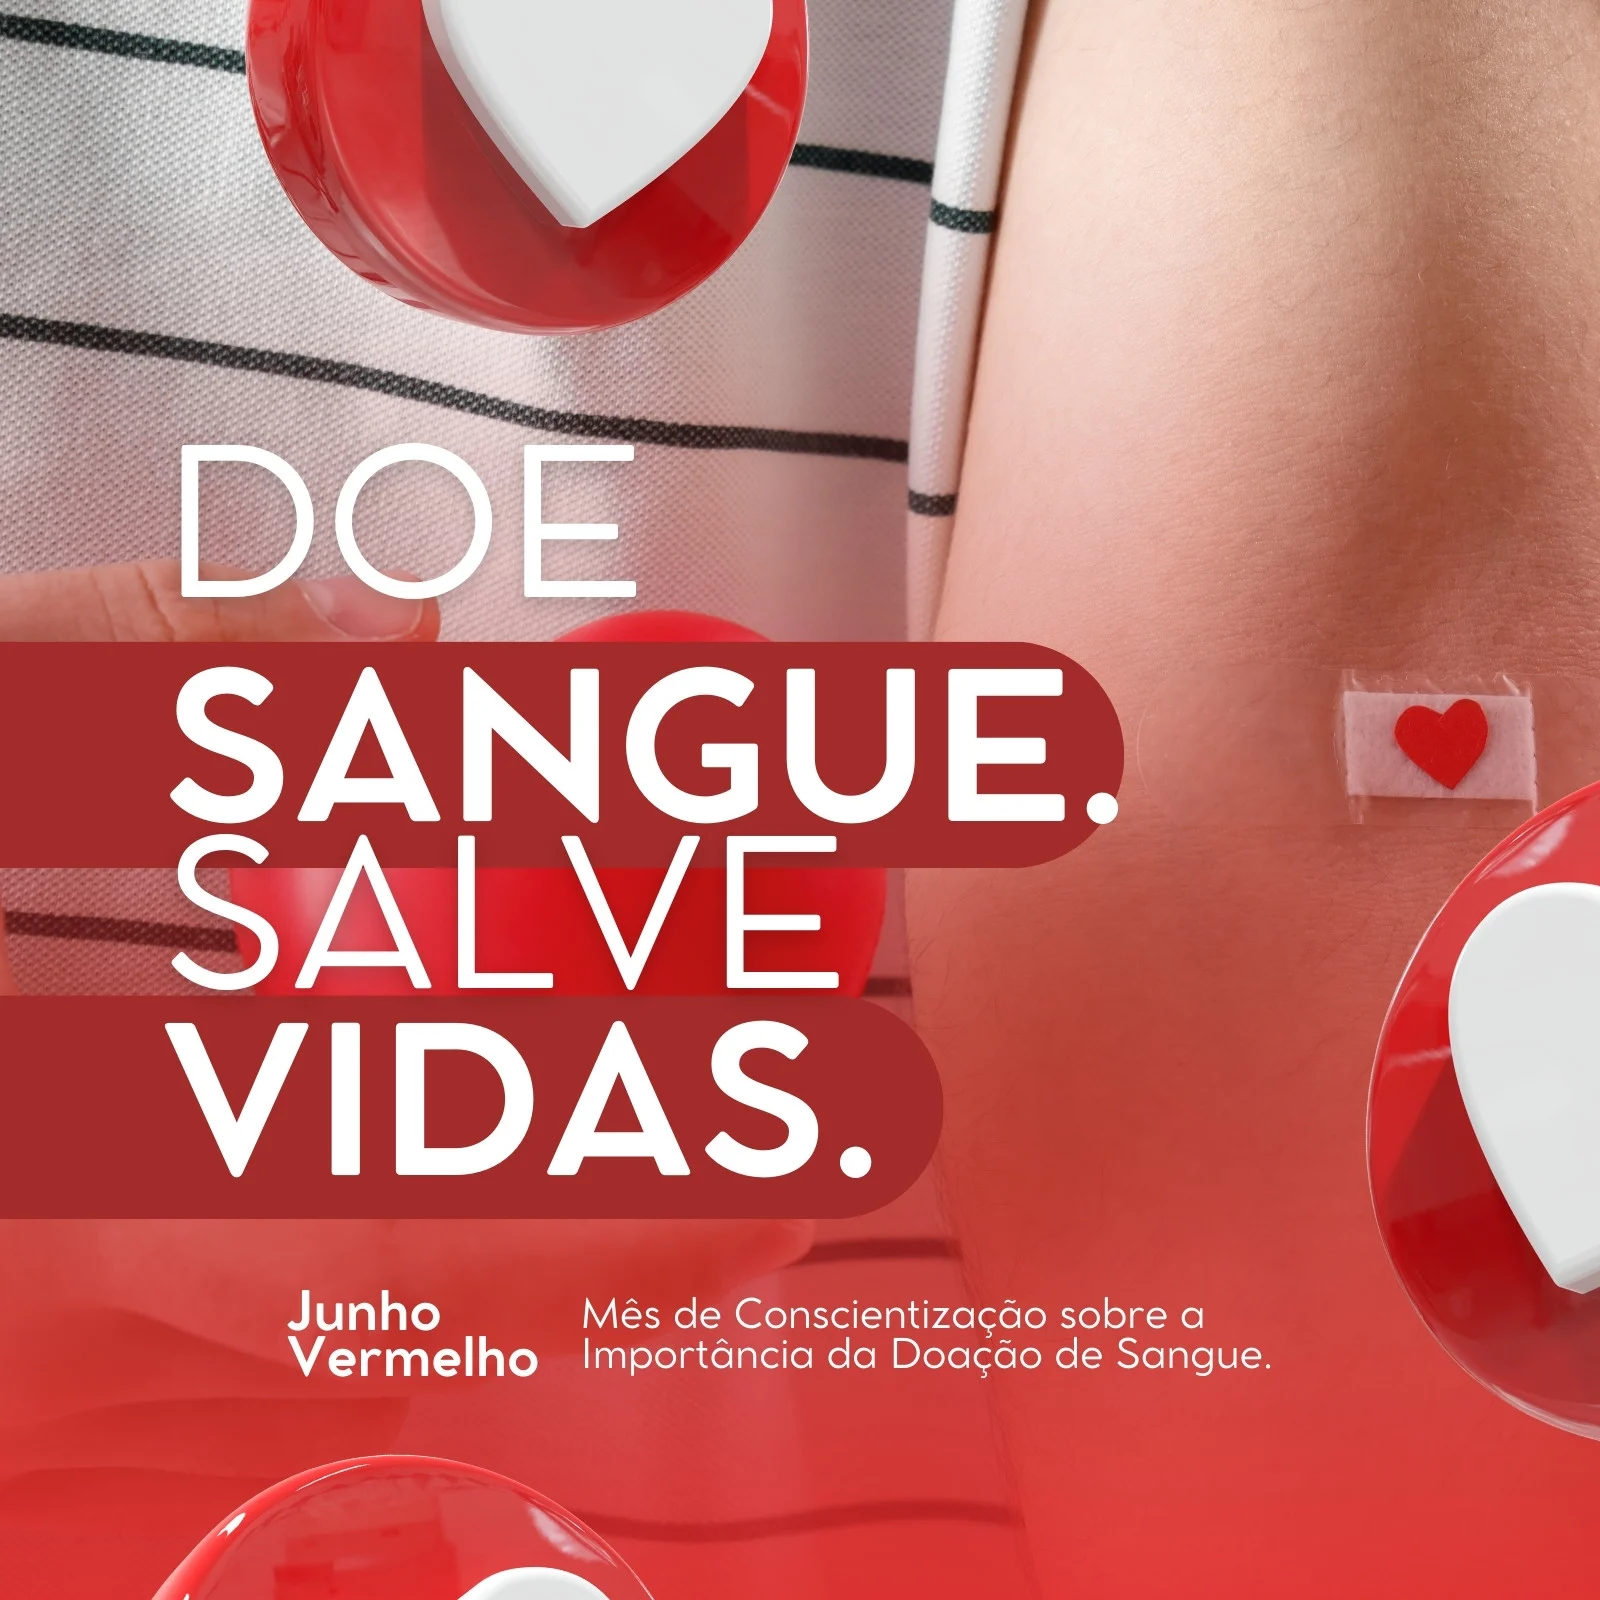 DOE
SANGUE.
SALVE
VIDAS.
Junho
Vermelho
Mês de Conscientização sobre a
Importância da Doação de Sangue.